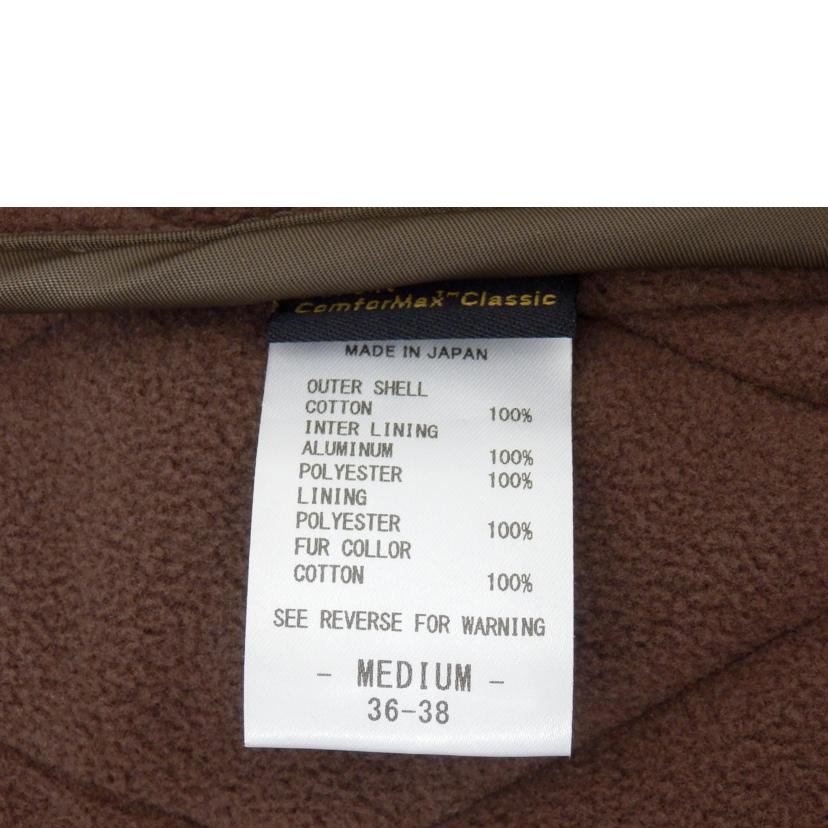 ComforMax™Classic
MADE IN JAPAN
OUTER SHELL
COTTON 100%
INTER LINING
ALUMINUM 100%
POLYESTER 100%
LINING
POLYESTER 100%
FUR COLLOR
COTTON 100%
SEE REVERSE FOR WARNING
- MEDIUM -
36-38